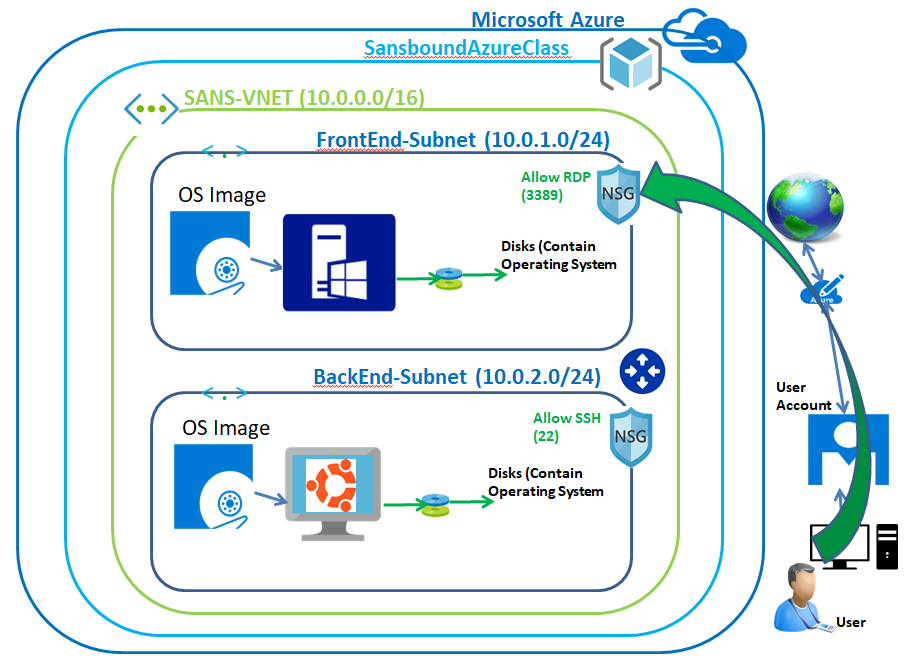 Microsoft Azure
SansboundAzureClass
SANS-VNET (10.0.0.0/16)
FrontEnd-Subnet (10.0.1.0/24)
Allow RDP
(3389)
NSG
OS Image
Disks (Contain
Operating System
Azure
BackEnd-Subnet (10.0.2.0/24)
User
Account
Allow SSH
(22)
NSG
OS Image
Disks (Contain
Operating System
User